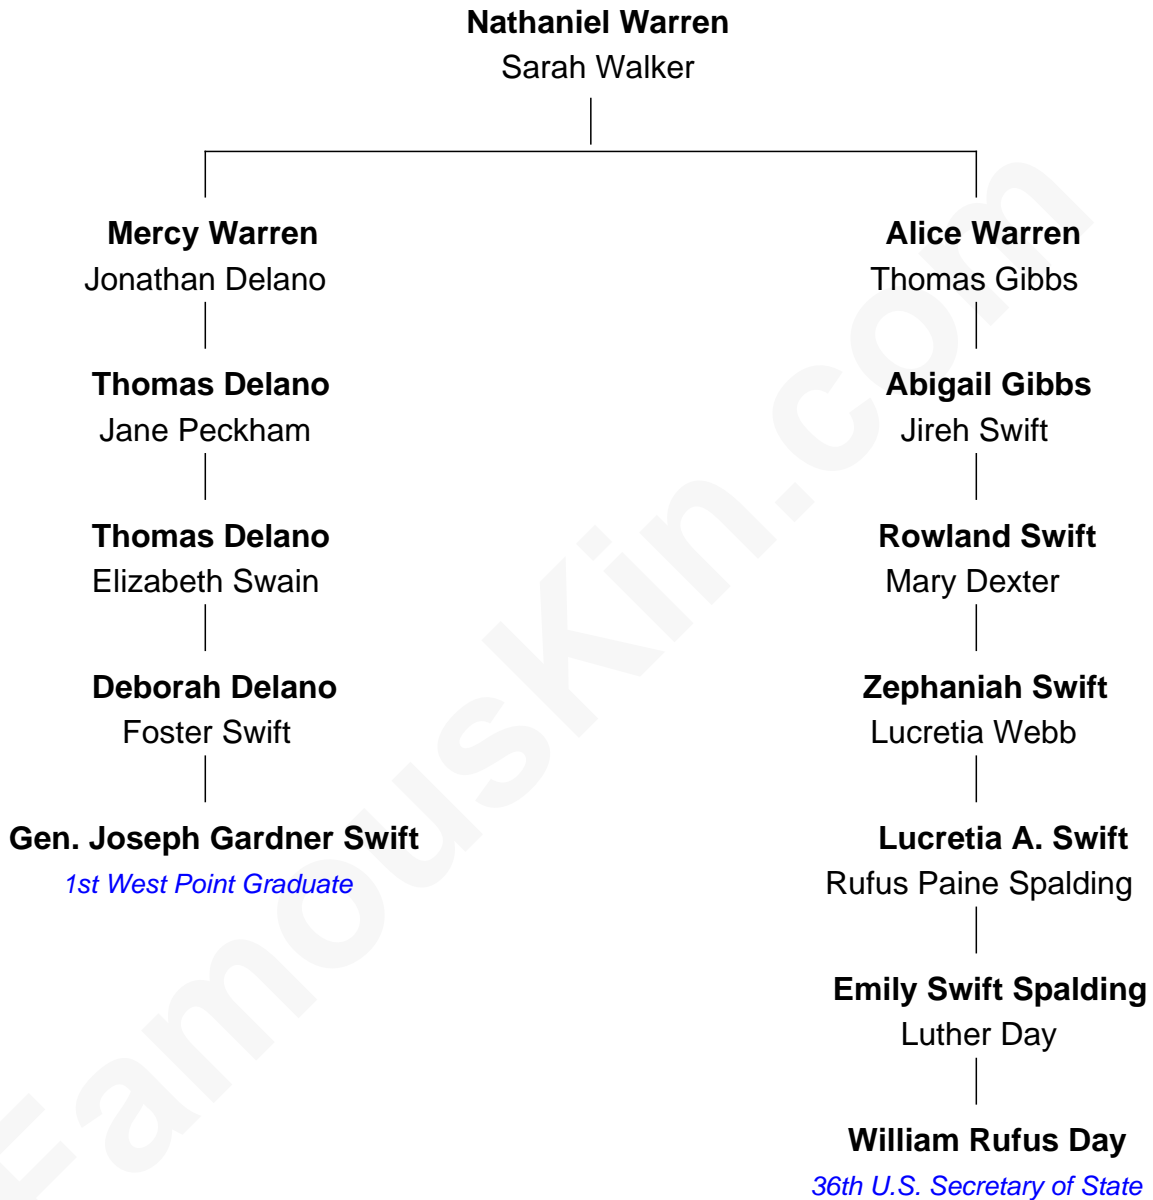 Nathaniel Warren
Sarah Walker
Mercy Warren
Jonathan Delano
Alice Warren
Thomas Gibbs
Thomas Delano
Jane Peckham
Abigail Gibbs
Jireh Swift
Thomas Delano
Elizabeth Swain
Rowland Swift
Mary Dexter
Deborah Delano
Foster Swift
Zephaniah Swift
Lucretia Webb
Gen. Joseph Gardner Swift
1st West Point Graduate
Lucretia A. Swift
Rufus Paine Spalding
Emily Swift Spalding
Luther Day
William Rufus Day
36th U.S. Secretary of State
FamousKin.com